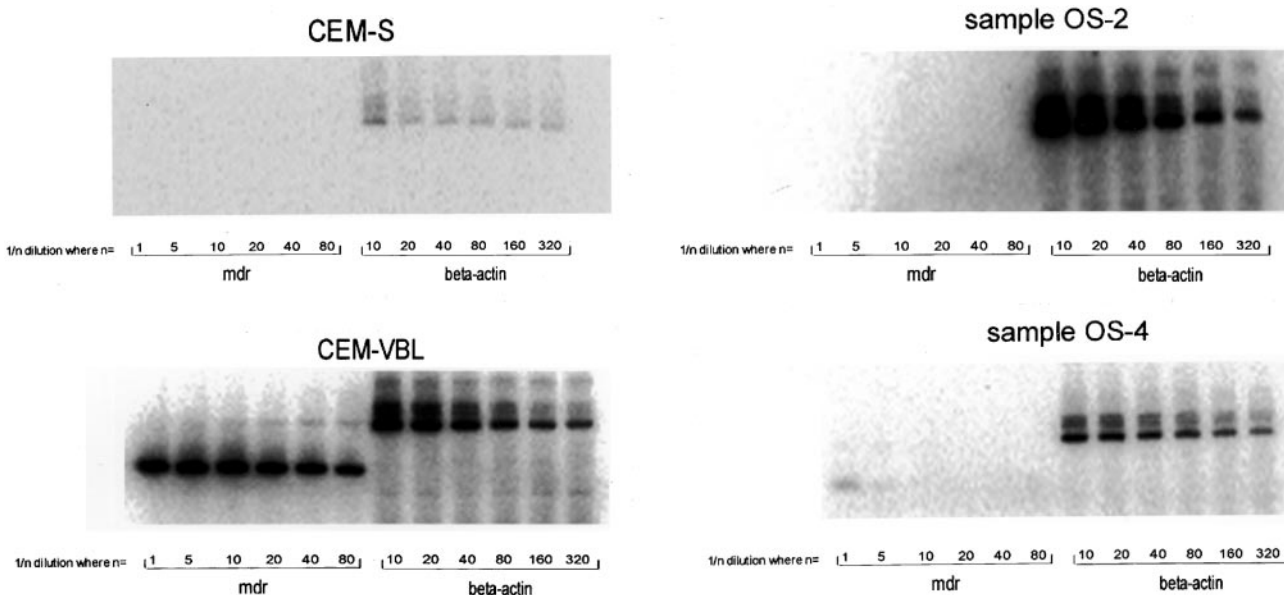 CEM-S
1/n dilution where n= 1 5 10 20 40 80 10 20 40 80 160 320
mdr beta-actin
sample OS-2
1/n dilution where n= 1 5 10 20 40 80 10 20 40 80 160 320
mdr beta-actin
CEM-VBL
1/n dilution where n= 1 5 10 20 40 80 10 20 40 80 160 320
mdr beta-actin
sample OS-4
1/n dilution where n= 1 5 10 20 40 80 10 20 40 80 160 320
mdr beta-actin